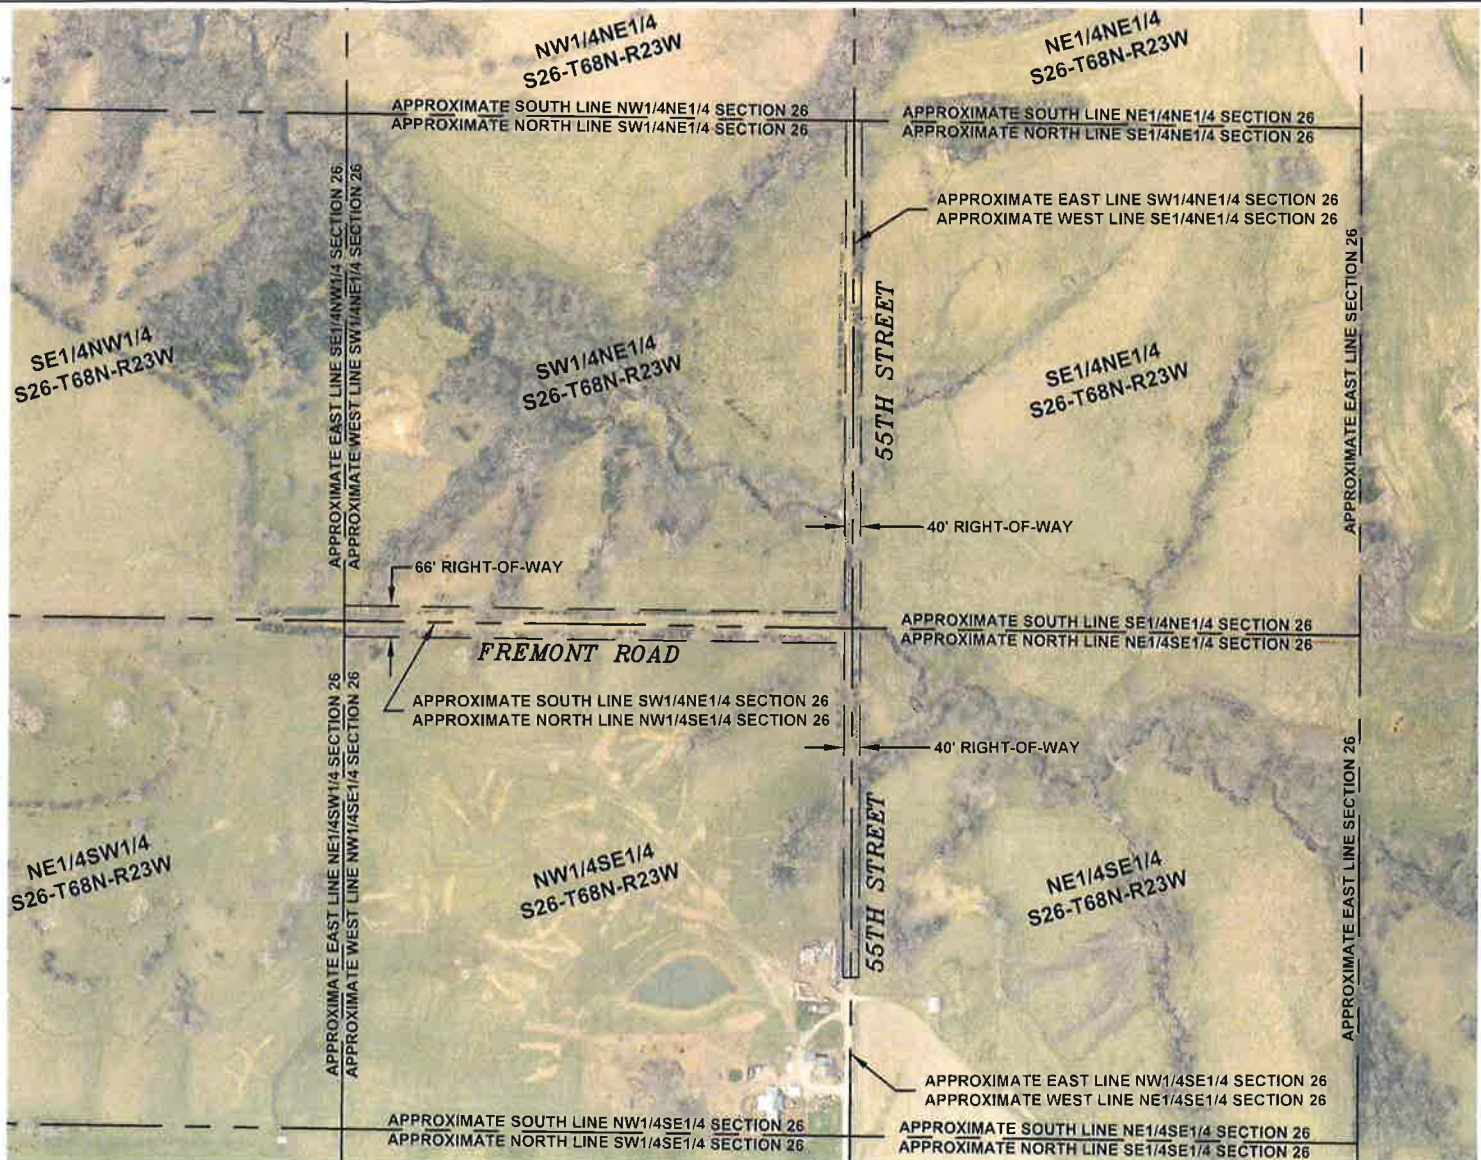 NW1/4NE1/4
S26-T68N-R23W
NE1/4NE1/4
S26-T68N-R23W
APPROXIMATE SOUTH LINE NW1/4NE1/4 SECTION 26
APPROXIMATE NORTH LINE SW1/4NE1/4 SECTION 26
APPROXIMATE SOUTH LINE NE1/4NE1/4 SECTION 26
APPROXIMATE NORTH LINE SE1/4NE1/4 SECTION 26
APPROXIMATE EAST LINE SW1/4NE1/4 SECTION 26
APPROXIMATE WEST LINE SE1/4NE1/4 SECTION 26
APPROXIMATE EAST LINE SE1/4NW1/4 SECTION 26
APPROXIMATE WEST LINE SW1/4NE1/4 SECTION 26
APPROXIMATE EAST LINE SECTION 26
SE1/4NW1/4
S26-T68N-R23W
SW1/4NE1/4
S26-T68N-R23W
55TH STREET
SE1/4NE1/4
S26-T68N-R23W
40' RIGHT-OF-WAY
66' RIGHT-OF-WAY
FREMONT ROAD
APPROXIMATE SOUTH LINE SE1/4NE1/4 SECTION 26
APPROXIMATE NORTH LINE NE1/4SE1/4 SECTION 26
APPROXIMATE SOUTH LINE SW1/4NE1/4 SECTION 26
APPROXIMATE NORTH LINE NW1/4SE1/4 SECTION 26
40' RIGHT-OF-WAY
APPROXIMATE EAST LINE NE1/4SW1/4 SECTION 26
APPROXIMATE WEST LINE NW1/4SE1/4 SECTION 26
APPROXIMATE EAST LINE SECTION 26
NE1/4SW1/4
S26-T68N-R23W
NW1/4SE1/4
S26-T68N-R23W
55TH STREET
NE1/4SE1/4
S26-T68N-R23W
APPROXIMATE EAST LINE NW1/4SE1/4 SECTION 26
APPROXIMATE WEST LINE NE1/4SE1/4 SECTION 26
APPROXIMATE SOUTH LINE NW1/4SE1/4 SECTION 26
APPROXIMATE NORTH LINE SW1/4SE1/4 SECTION 26
APPROXIMATE SOUTH LINE NE1/4SE1/4 SECTION 26
APPROXIMATE NORTH LINE SE1/4SE1/4 SECTION 26